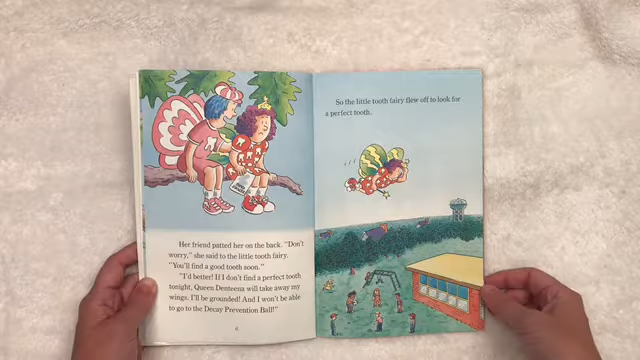 Her friend patted her on the back. "Don't
worry," she said to the little tooth fairy.
"You'll find a good tooth soon."
"I'd better! If I don't find a perfect tooth
tonight, Queen Denteena will take away my
wings. I'll be grounded! And I won't be able
to go to the Decay Prevention Ball!"
6
So the little tooth fairy flew off to look for
a perfect tooth.